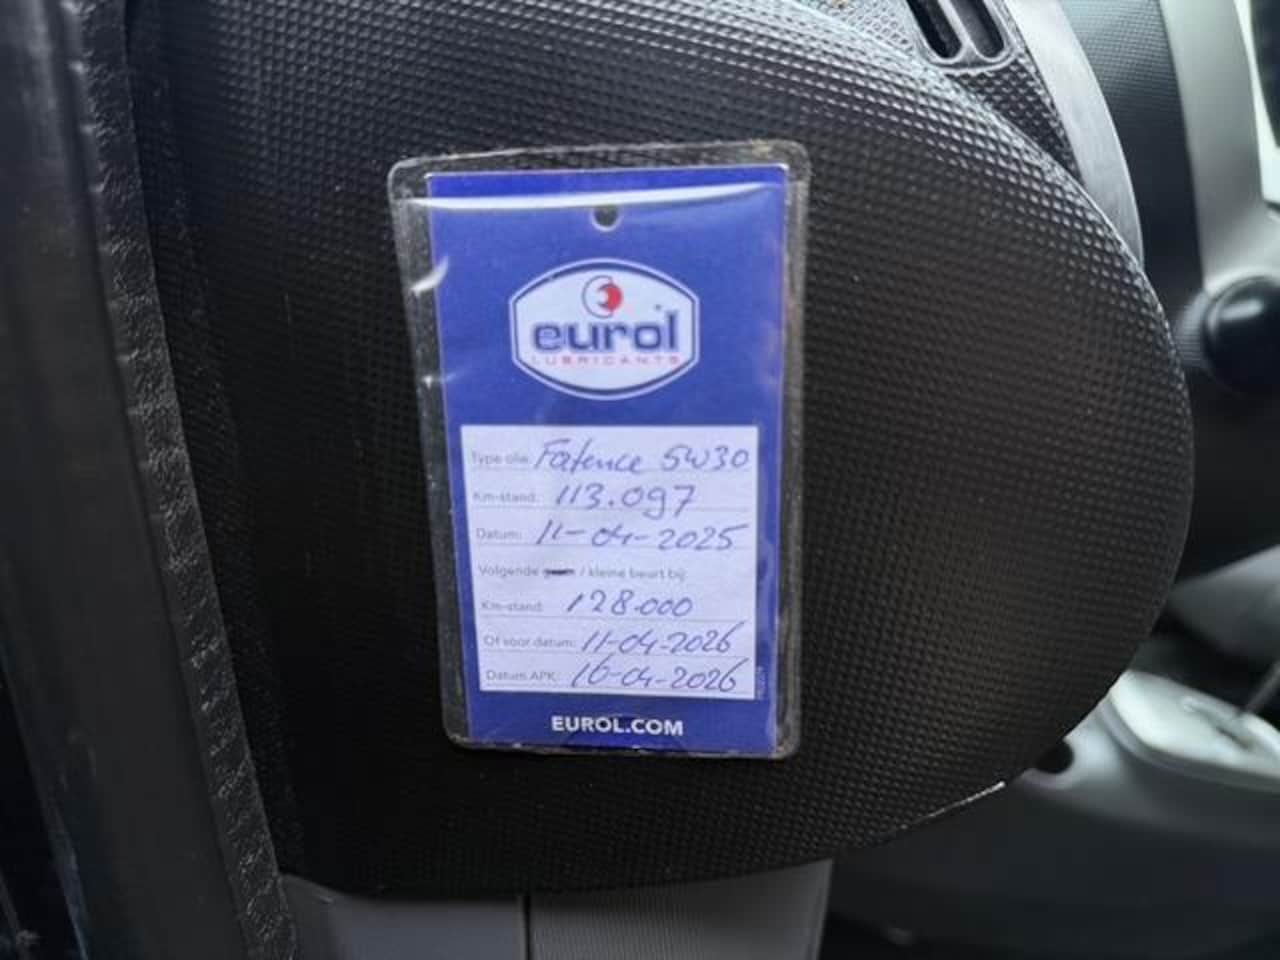 eurol
LUBRICANTS
Type olie: Fatence 5W30
Km-stand: 113.097
Datum: 11-04-2025
Volgende / kleine beurt bij:
Km-stand: 128.000
Of voor datum: 11-04-2026
Datum APK: 16-04-2026
EUROL.COM